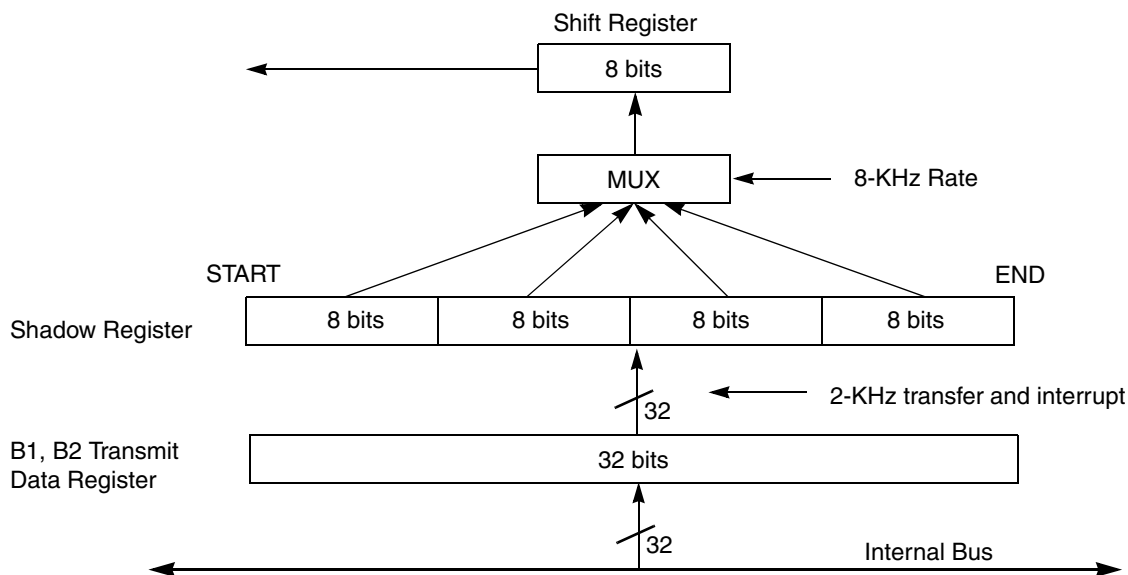 Shift Register
8 bits
MUX
8-KHz Rate
START
END
Shadow Register
8 bits
8 bits
8 bits
8 bits
32
2-KHz transfer and interrupt
B1, B2 Transmit
Data Register
32 bits
32
Internal Bus